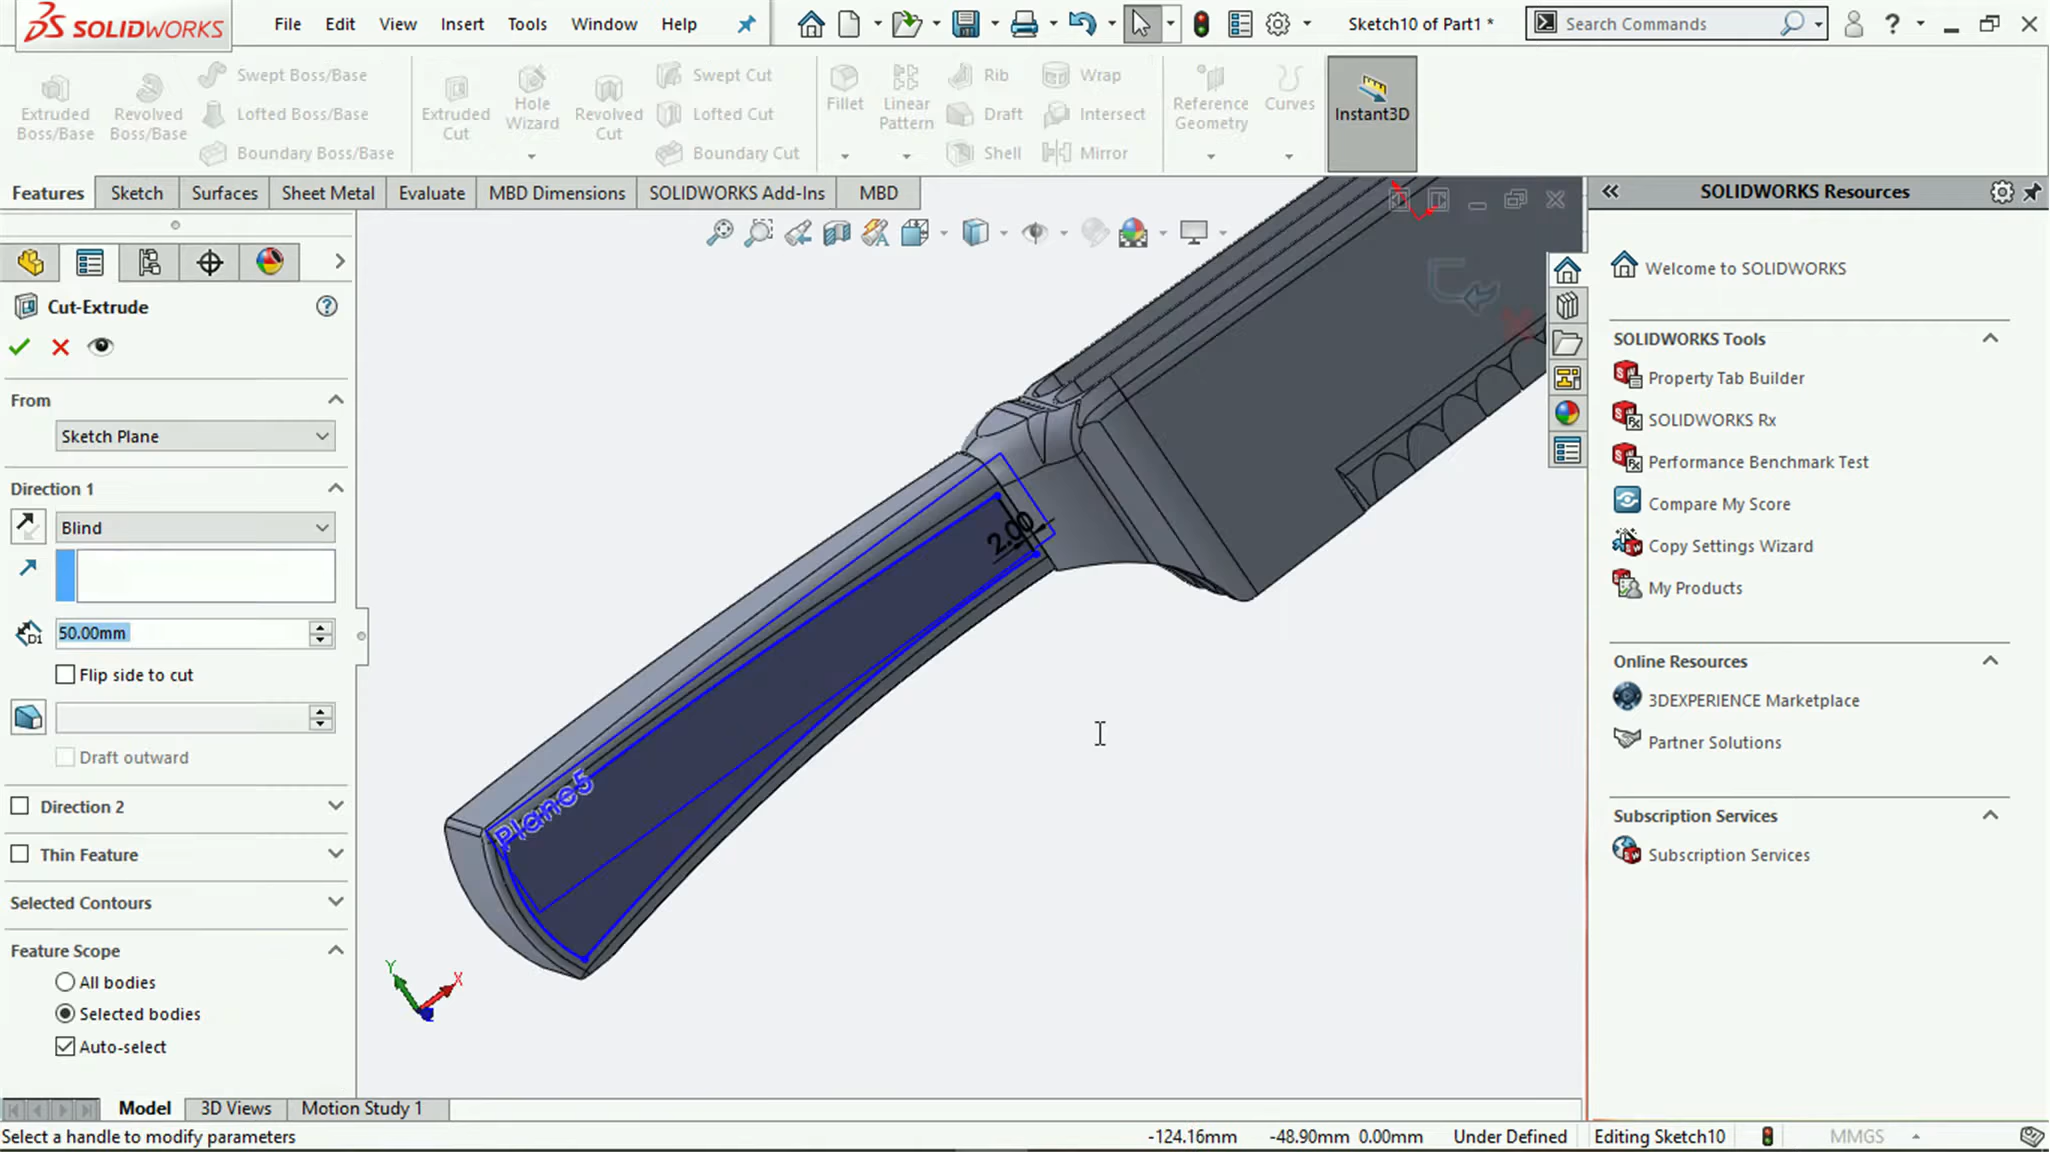 SOLIDWORKS File Edit View Insert Tools Window Help Sketch10 of Part1 * Search Commands
Extruded Boss/Base Revolved Boss/Base Swept Boss/Base Lofted Boss/Base Boundary Boss/Base Extruded Cut Hole Wizard Revolved Cut Swept Cut Lofted Cut Boundary Cut Fillet Linear Pattern Rib Draft Shell Wrap Intersect Mirror Reference Geometry Curves Instant3D
Features Sketch Surfaces Sheet Metal Evaluate MBD Dimensions SOLIDWORKS Add-Ins MBD
Cut-Extrude
From
Sketch Plane
Direction 1
Blind
D1 50.00mm
Flip side to cut
Draft outward
Direction 2
Thin Feature
Selected Contours
Feature Scope
All bodies
Selected bodies
Auto-select
2.00
Plane5
Y X
SOLIDWORKS Resources
Welcome to SOLIDWORKS
SOLIDWORKS Tools
Property Tab Builder
SOLIDWORKS Rx
Performance Benchmark Test
Compare My Score
Copy Settings Wizard
My Products
Online Resources
3DEXPERIENCE Marketplace
Partner Solutions
Subscription Services
Subscription Services
Model 3D Views Motion Study 1
Select a handle to modify parameters -124.16mm -48.90mm 0.00mm Under Defined Editing Sketch10 MMGS